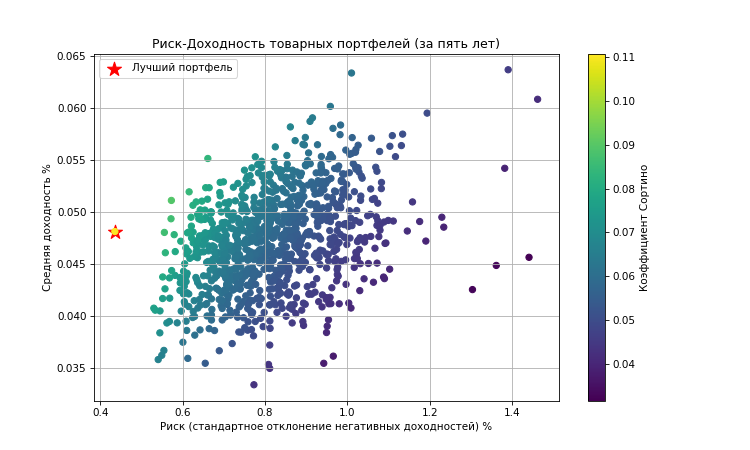 Риск-Доходность товарных портфелей (за пять лет)
Лучший портфель
0.065
0.060
0.055
0.050
0.045
0.040
0.035
Средняя доходность %
0.4 0.6 0.8 1.0 1.2 1.4
Риск (стандартное отклонение негативных доходностей) %
0.11
0.10
0.09
0.08
0.07
0.06
0.05
0.04
Коэффициент Сортино